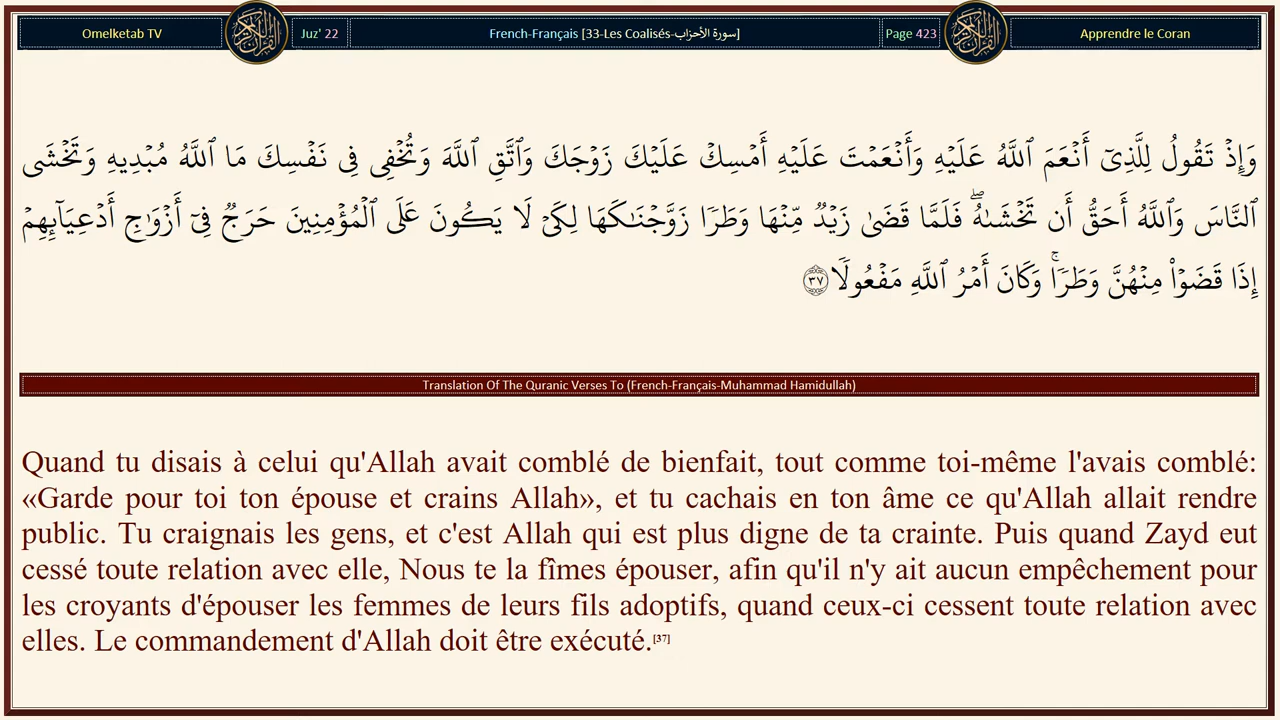 Omelketab TV
Juz' 22
French-Français [33-Les Coalisés-سورة الأحزاب]
Page 423
Apprendre le Coran
وَإِذۡ تَقُولُ لِلَّذِيٓ أَنۡعَمَ ٱللَّهُ عَلَيۡهِ وَأَنۡعَمۡتَ عَلَيۡهِ أَمۡسِكۡ عَلَيۡكَ زَوۡجَكَ وَٱتَّقِ ٱللَّهَ وَتُخۡفِي فِي نَفۡسِكَ مَا ٱللَّهُ مُبۡدِيهِ وَتَخۡشَى
ٱلنَّاسَ وَٱللَّهُ أَحَقُّ أَن تَخۡشَىٰهُۖ فَلَمَّا قَضَىٰ زَيۡدٌ مِّنۡهَا وَطَرٗا زَوَّجۡنَٰكَهَا لِكَيۡ لَا يَكُونَ عَلَى ٱلۡمُؤۡمِنِينَ حَرَجٌ فِيٓ أَزۡوَٰجِ أَدۡعِيَآئِهِمۡ
إِذَا قَضَوۡاْ مِنۡهُنَّ وَطَرٗاۚ وَكَانَ أَمۡرُ ٱللَّهِ مَفۡعُولٗا ٣٧
Translation Of The Quranic Verses To (French-Français-Muhammad Hamidullah)
Quand tu disais à celui qu'Allah avait comblé de bienfait, tout comme toi-même l'avais comblé:
«Garde pour toi ton épouse et crains Allah», et tu cachais en ton âme ce qu'Allah allait rendre
public. Tu craignais les gens, et c'est Allah qui est plus digne de ta crainte. Puis quand Zayd eut
cessé toute relation avec elle, Nous te la fîmes épouser, afin qu'il n'y ait aucun empêchement pour
les croyants d'épouser les femmes de leurs fils adoptifs, quand ceux-ci cessent toute relation avec
elles. Le commandement d'Allah doit être exécuté.[37]